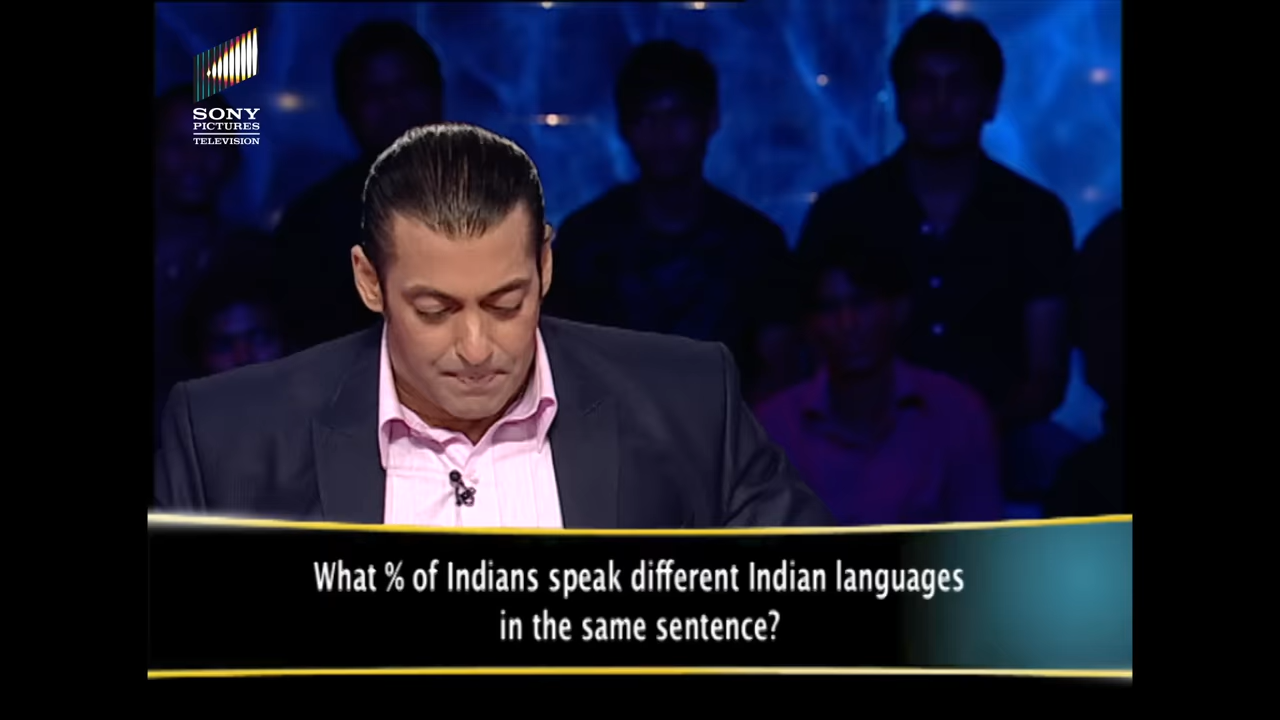 SONY
PICTURES
TELEVISION
What % of Indians speak different Indian languages
in the same sentence?